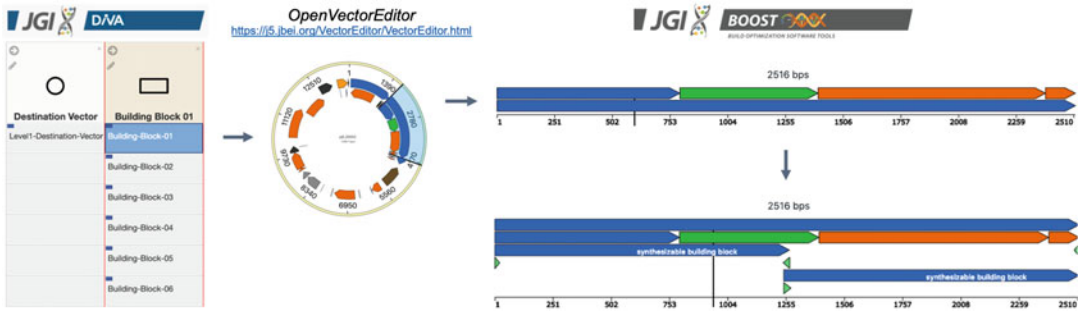 JGI DIVA
Destination Vector
Building Block 01
Level1-Destination-Vector
Building-Block-01
Building-Block-02
Building-Block-03
Building-Block-04
Building-Block-05
Building-Block-06
OpenVectorEditor
https://j5.jbei.org/VectorEditor/VectorEditor.html
1
1390
2780
4170
5560
6950
8340
9730
11120
12510
JGI BOOST
BUILD-OPTIMIZATION SOFTWARE TOOLS
2516 bps
1 251 502 753 1004 1255 1506 1757 2008 2259 2510
2516 bps
synthesizable building block
synthesizable building block
1 251 502 753 1004 1255 1506 1757 2008 2259 2510